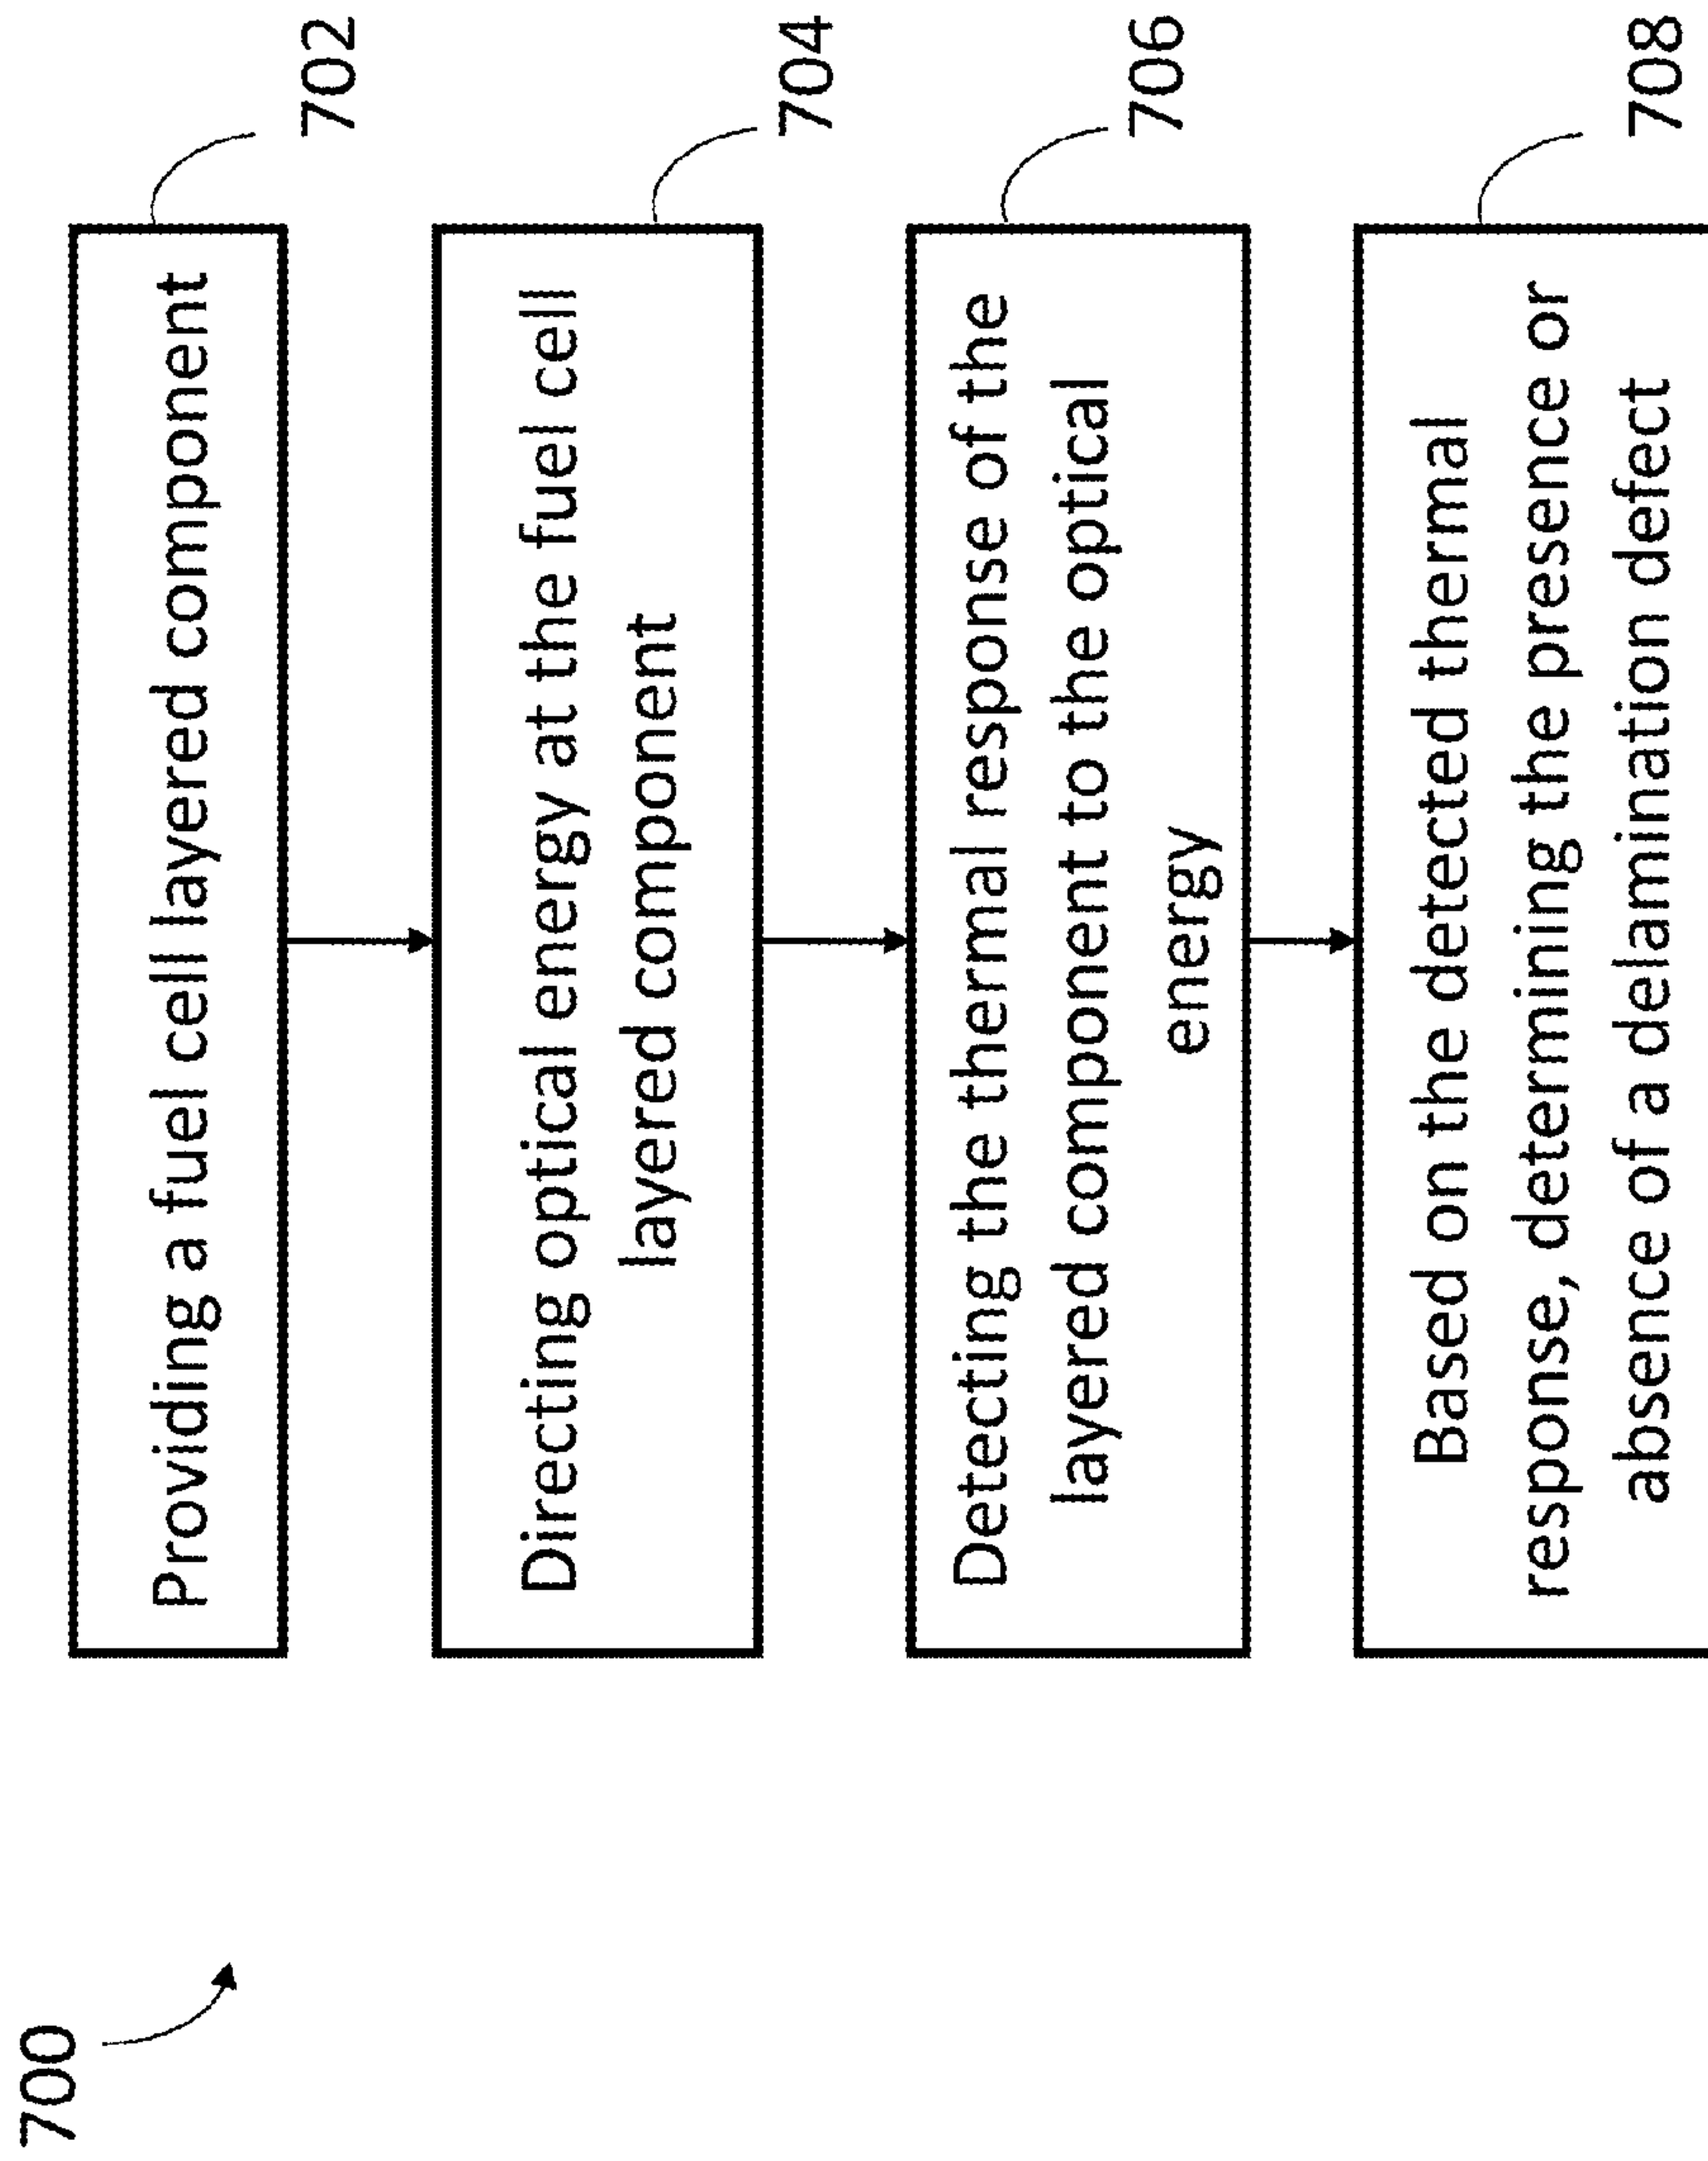 700
Providing a fuel cell layered component
702
Directing optical energy at the fuel cell
layered component
704
Detecting the thermal response of the
layered component to the optical
energy
706
Based on the detected thermal
response, determining the presence or
absence of a delamination defect
708